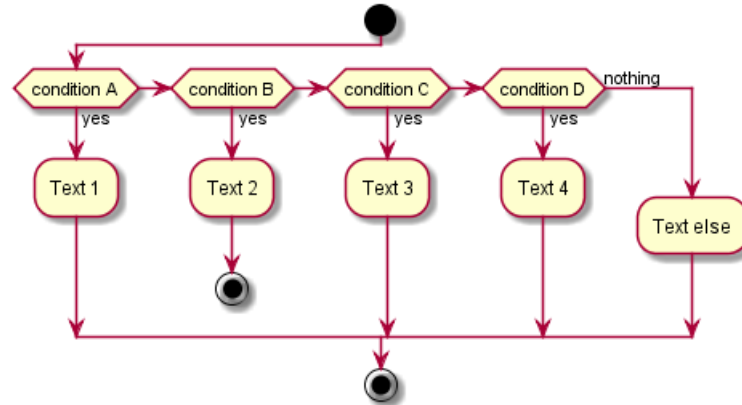 condition A
condition B
condition C
condition D
nothing
yes
yes
yes
yes
Text 1
Text 2
Text 3
Text 4
Text else